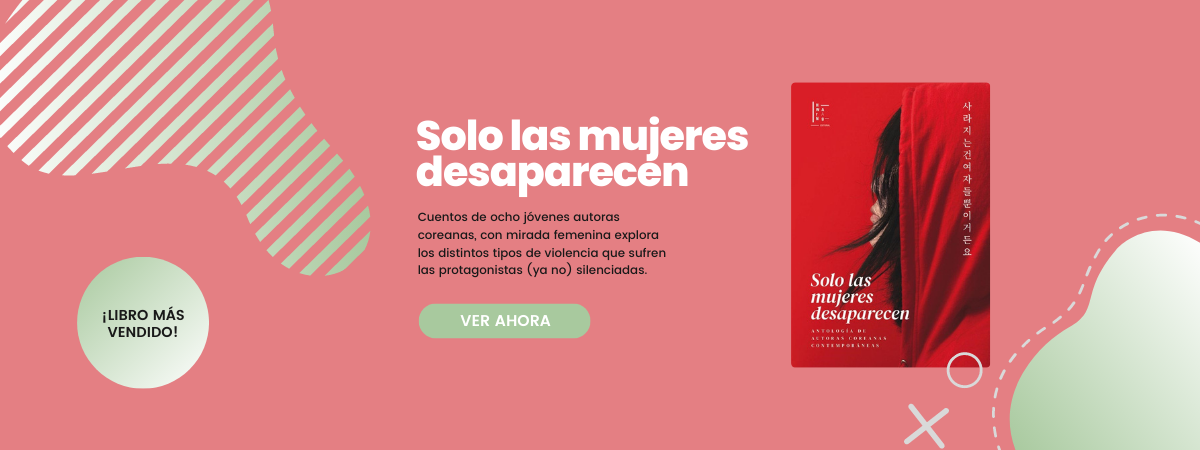 Solo las mujeres
desaparecen
Cuentos de ocho jóvenes autoras
coreanas, con mirada femenina explora
los distintos tipos de violencia que sufren
las protagonistas (ya no) silenciadas.
VER AHORA
¡LIBRO MÁS
VENDIDO!
사라지는건여자들뿐이거든요
Solo las
mujeres
desaparecen
ANTOLOGÍA DE
AUTORAS COREANAS
CONTEMPORÁNEAS